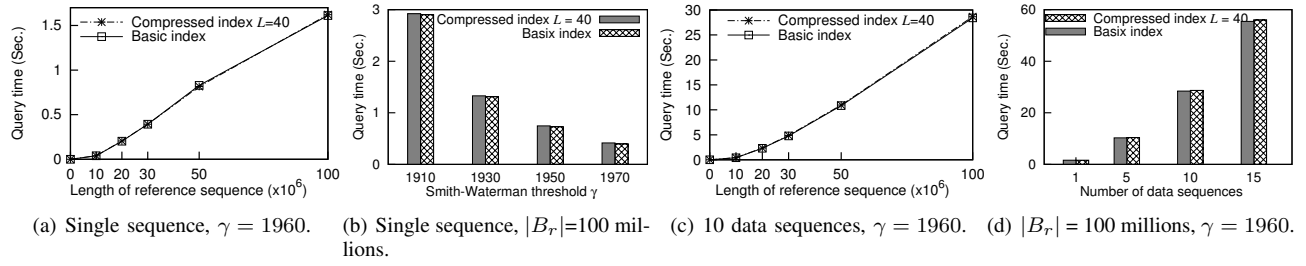 Query time (Sec.)
1.5
1
0.5
0
Compressed index L=40
Basic index
0 10 20 30 50 100
Length of reference sequence (x10⁶)
(a) Single sequence, γ = 1960.
Query time (Sec.)
3
2
1
0
Compressed index L = 40
Basix index
1910 1930 1950 1970
Smith-Waterman threshold γ
(b) Single sequence, |B_r|=100 mil-
lions.
Query time (Sec.)
30
25
20
15
10
5
0
Compressed index L=40
Basic index
0 10 20 30 50 100
Length of reference sequence (x10⁶)
(c) 10 data sequences, γ = 1960.
Query time (Sec.)
60
40
20
0
Compressed index L = 40
Basix index
1 5 10 15
Number of data sequences
(d) |B_r| = 100 millions, γ = 1960.